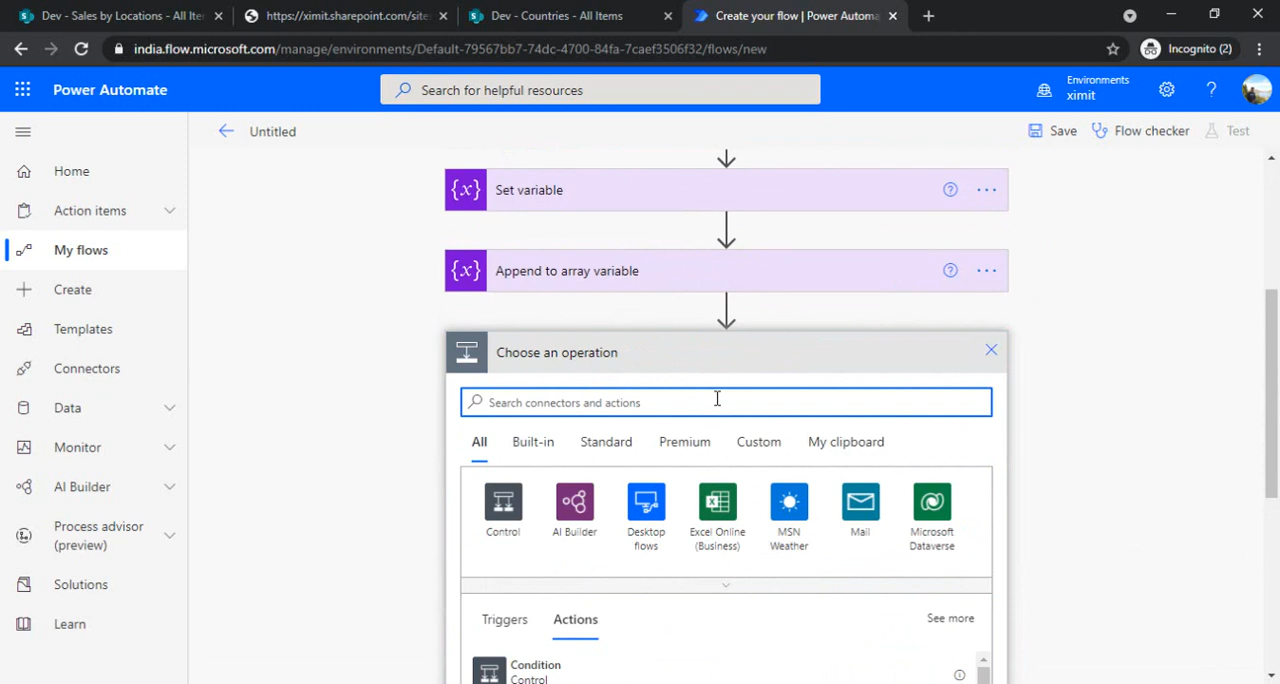 Dev - Sales by Locations - All Iter
https://ximit.sharepoint.com/site
Dev - Countries - All Items
Create your flow | Power Automa
india.flow.microsoft.com/manage/environments/Default-79567bb7-74dc-4700-84fa-7caef3506f32/flows/new
Incognito (2)
Power Automate
Search for helpful resources
Environments
ximit
Untitled
Save
Flow checker
Test
Home
Action items
My flows
Create
Templates
Connectors
Data
Monitor
AI Builder
Process advisor
(preview)
Solutions
Learn
{x} Set variable
{x} Append to array variable
Choose an operation
Search connectors and actions
All Built-in Standard Premium Custom My clipboard
Control
AI Builder
Desktop
flows
Excel Online
(Business)
MSN
Weather
Mail
Microsoft
Dataverse
Triggers Actions See more
Condition
Control